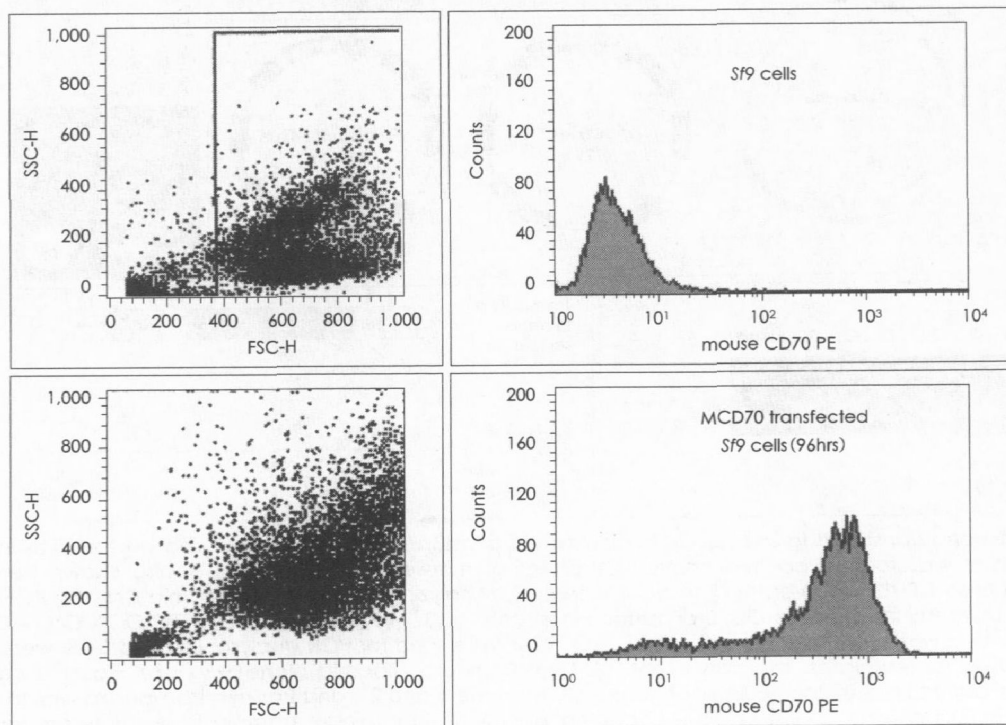 1,000
800
600
400
200
0
SSC-H
0 200 400 600 800 1,000
FSC-H
200
160
120
80
40
0
Counts
Sf9 cells
10⁰ 10¹ 10² 10³ 10⁴
mouse CD70 PE
1,000
800
600
400
200
0
SSC-H
0 200 400 600 800 1,000
FSC-H
200
160
120
80
40
0
Counts
MCD70 transfected
Sf9 cells (96hrs)
10⁰ 10¹ 10² 10³ 10⁴
mouse CD70 PE